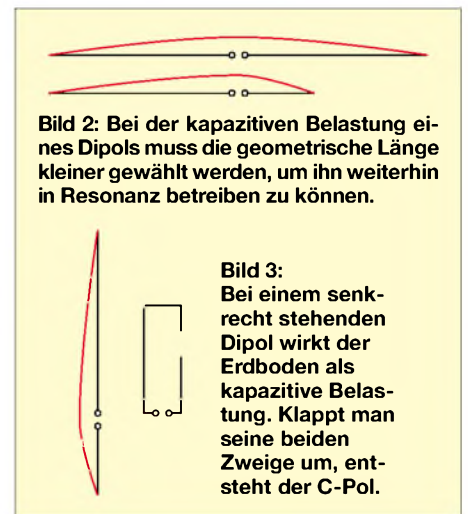 Bild 2: Bei der kapazitiven Belastung ei-
nes Dipols muss die geometrische Länge
kleiner gewählt werden, um ihn weiterhin
in Resonanz betreiben zu können.
Bild 3:
Bei einem senk-
recht stehenden
Dipol wirkt der
Erdboden als
kapazitive Belas-
tung. Klappt man
seine beiden
Zweige um, ent-
steht der C-Pol.